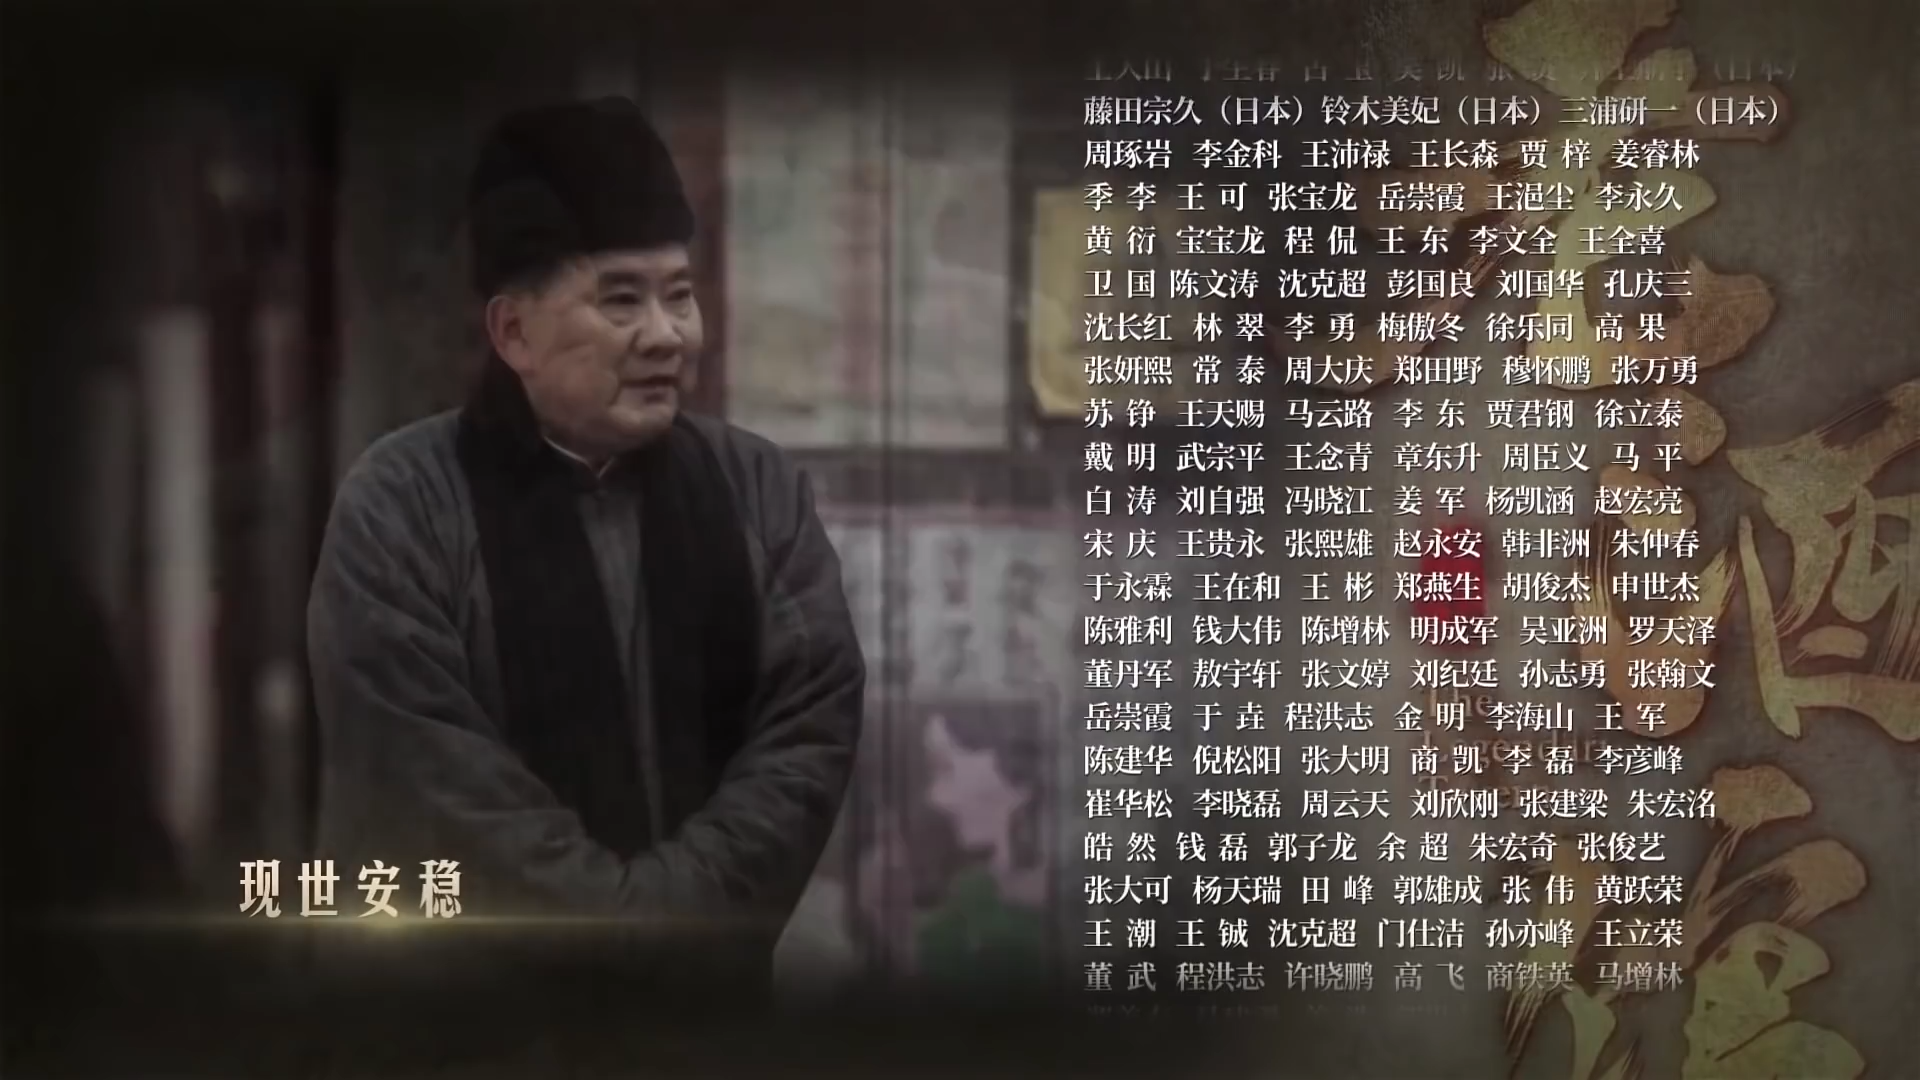 藤田宗久（日本）铃木美妃（日本）三浦研一（日本）
周琢岩 李金科 王沛禄 王长森 贾 梓 姜睿林
季 李 王 可 张宝龙 岳崇霞 王浥尘 李永久
黄 衍 宝宝龙 程 侃 王 东 李文全 王全喜
卫 国 陈文涛 沈克超 彭国良 刘国华 孔庆三
沈长红 林 翠 李 勇 梅傲冬 徐乐同 高 果
张妍熙 常 泰 周大庆 郑田野 穆怀鹏 张万勇
苏 铮 王天赐 马云路 李 东 贾君钢 徐立泰
戴 明 武宗平 王念青 章东升 周臣义 马 平
白 涛 刘自强 冯晓江 姜 军 杨凯涵 赵宏亮
宋 庆 王贵永 张熙雄 赵永安 韩非洲 朱仲春
于永霖 王在和 王 彬 郑燕生 胡俊杰 申世杰
陈雅利 钱大伟 陈增林 明成军 吴亚洲 罗天泽
董丹军 敖宇轩 张文婷 刘纪廷 孙志勇 张翰文
岳崇霞 于 垚 程洪志 金 明 李海山 王 军
陈建华 倪松阳 张大明 商 凯 李 磊 李彦峰
崔华松 李晓磊 周云天 刘欣刚 张建梁 朱宏洺
皓 然 钱 磊 郭子龙 余 超 朱宏奇 张俊艺
张大可 杨天瑞 田 峰 郭雄成 张 伟 黄跃荣
王 潮 王 铖 沈克超 门仕洁 孙亦峰 王立荣
董 武 程洪志 许晓鹏 高 飞 商铁英 马增林
现世安稳
酒
The
Legendary